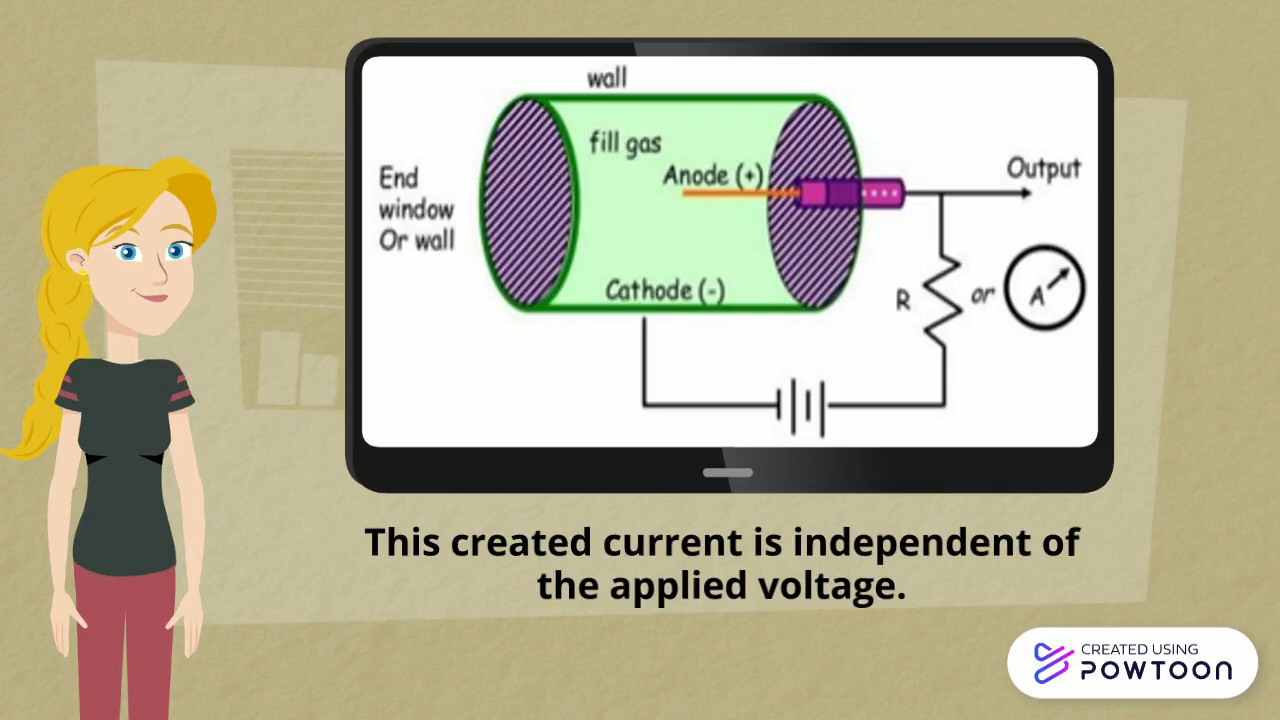 wall
fill gas
Anode (+)
Output
End
window
Or wall
Cathode (-)
R
or
A
This created current is independent of
the applied voltage.
CREATED USING
POWTOON